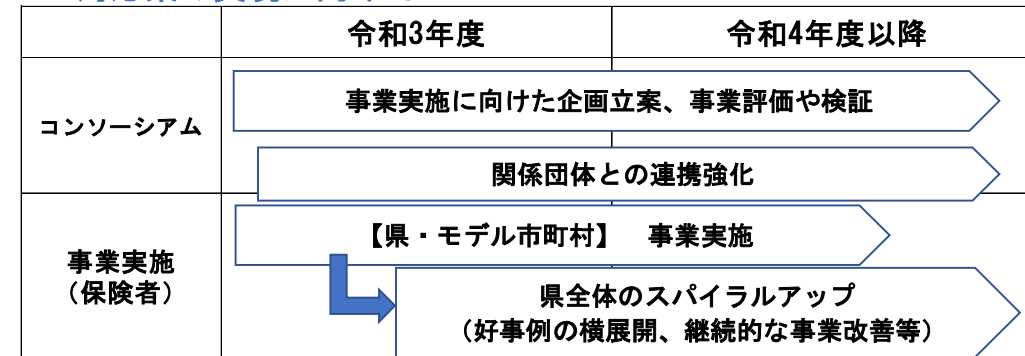 令和3年度
令和4年度以降
コンソーシアム
事業実施に向けた企画立案、事業評価や検証
関係団体との連携強化
事業実施
（保険者）
【県・モデル市町村】　事業実施
県全体のスパイラルアップ
（好事例の横展開、継続的な事業改善等）